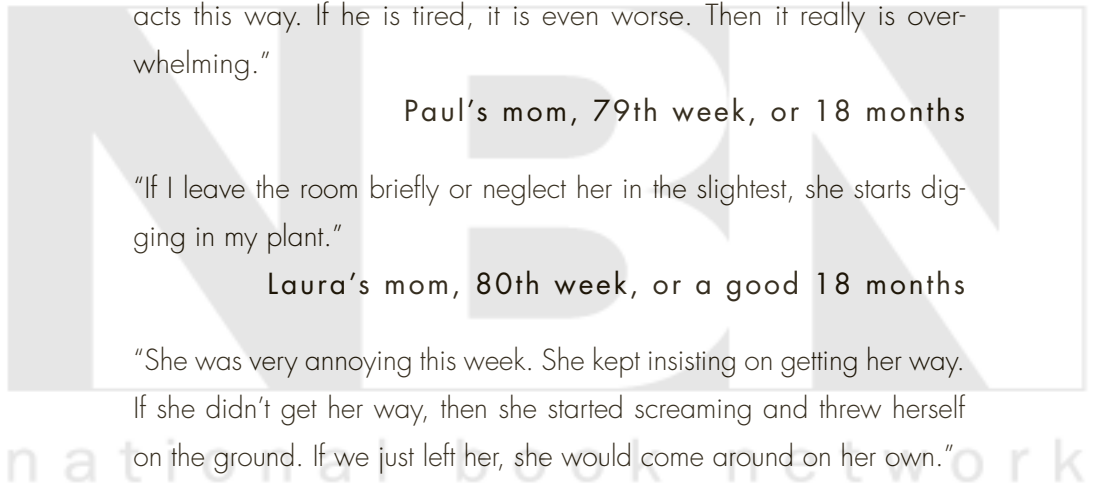 acts this way. If he is tired, it is even worse. Then it really is over-
whelming.”
Paul’s mom, 79th week, or 18 months
“If I leave the room briefly or neglect her in the slightest, she starts dig-
ging in my plant.”
Laura’s mom, 80th week, or a good 18 months
“She was very annoying this week. She kept insisting on getting her way.
If she didn’t get her way, then she started screaming and threw herself
on the ground. If we just left her, she would come around on her own.”
NBN
national book network